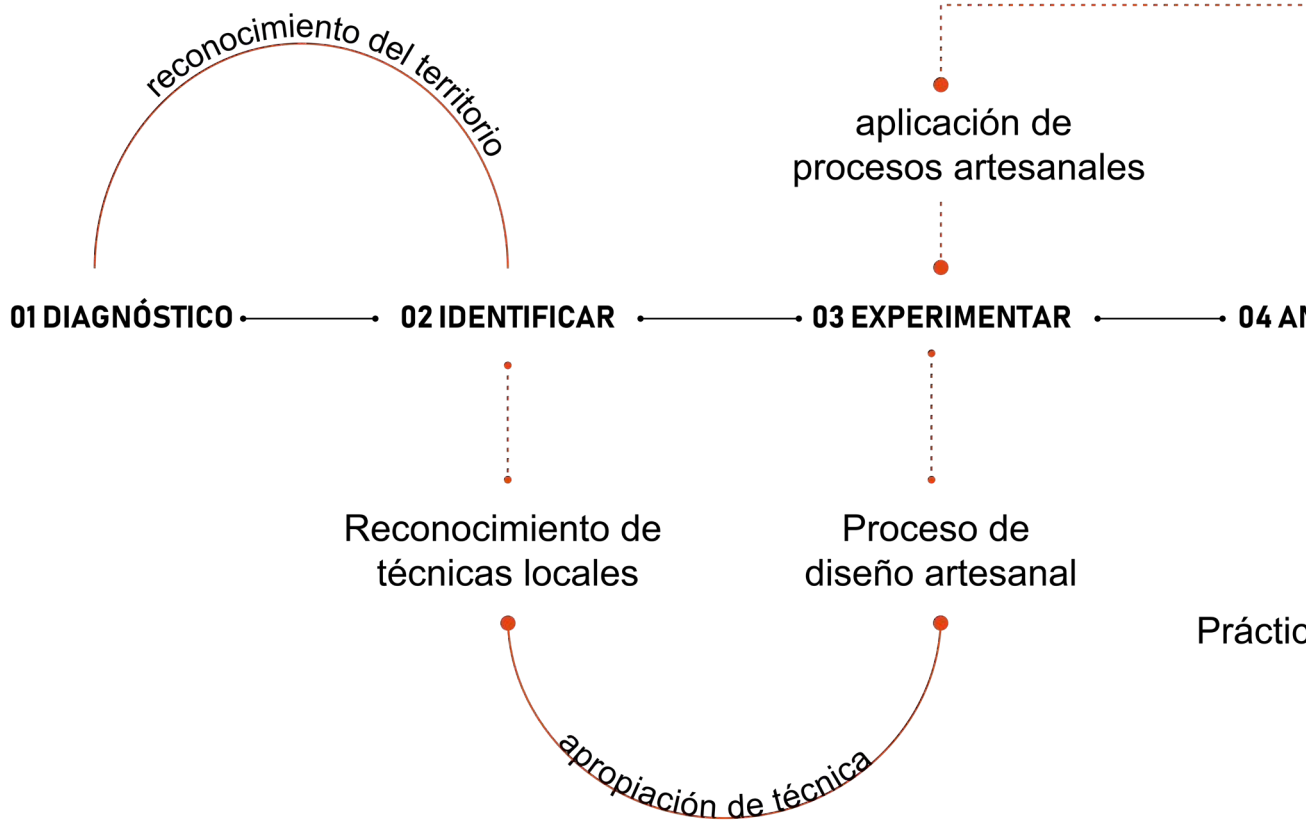 reconocimiento del territorio
aplicación de
procesos artesanales
01 DIAGNÓSTICO
02 IDENTIFICAR
03 EXPERIMENTAR
04
Reconocimiento de
técnicas locales
Proceso de
diseño artesanal
apropiación de técnica